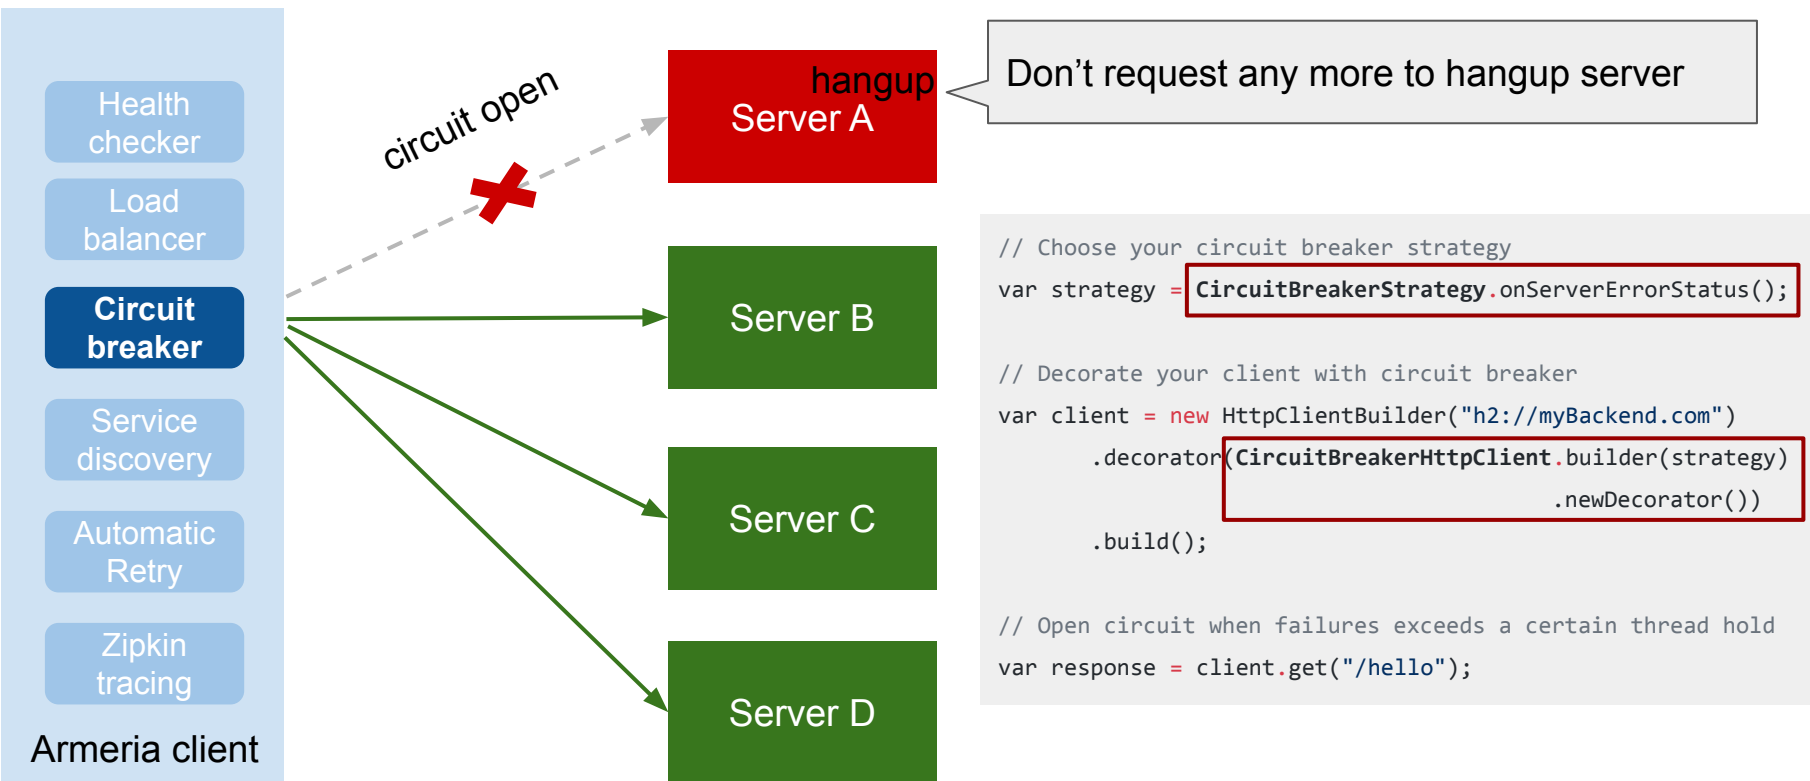 Health
checker
Load
balancer
Circuit
breaker
Service
discovery
Automatic
Retry
Zipkin
tracing
Armeria client
circuit open
hangup
Server A
Server B
Server C
Server D
Don’t request any more to hangup server
// Choose your circuit breaker strategy
var strategy = CircuitBreakerStrategy.onServerErrorStatus();
// Decorate your client with circuit breaker
var client = new HttpClientBuilder("h2://myBackend.com")
.decorator(CircuitBreakerHttpClient.builder(strategy)
.newDecorator())
.build();
// Open circuit when failures exceeds a certain thread hold
var response = client.get("/hello");